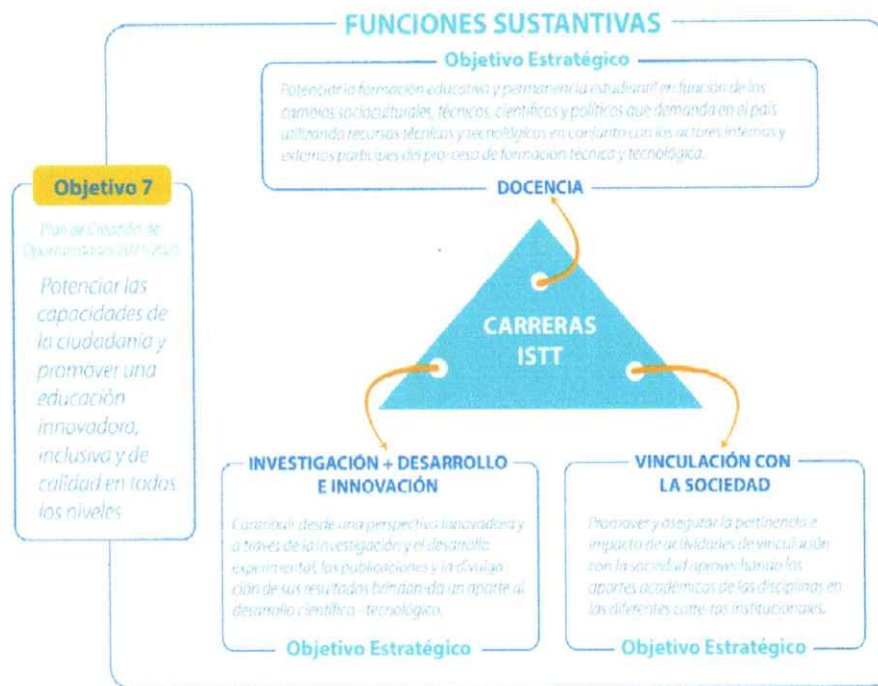 FUNCIONES SUSTANTIVAS
Objetivo Estratégico
Potenciar la formación educativa y permanencia estudiantil en función de los
cambios socioculturales, técnicos, científicos y políticos que demanda en el país
utilizando recursos técnicos y tecnológicos en conjunto con los actores internos y
externos partícipes del proceso de formación técnica y tecnológica.
DOCENCIA
Objetivo 7
Plan de Creación de
Oportunidades 2021-2025
Potenciar las
capacidades de
la ciudadanía y
promover una
educación
innovadora,
inclusiva y de
calidad en todos
los niveles
CARRERAS
ISTT
INVESTIGACIÓN + DESARROLLO
E INNOVACIÓN
Contribuir desde una perspectiva innovadora y
a través de la investigación y el desarrollo
experimental, las publicaciones y la divulga
ción de sus resultados brindan-do un aporte al
desarrollo científico - tecnológico.
Objetivo Estratégico
VINCULACIÓN CON
LA SOCIEDAD
Promover y asegurar la pertinencia e
impacto de actividades de vinculación
con la sociedad aprovechando los
aportes académicos de las disciplinas en
las diferentes carre-ras institucionales.
Objetivo Estratégico